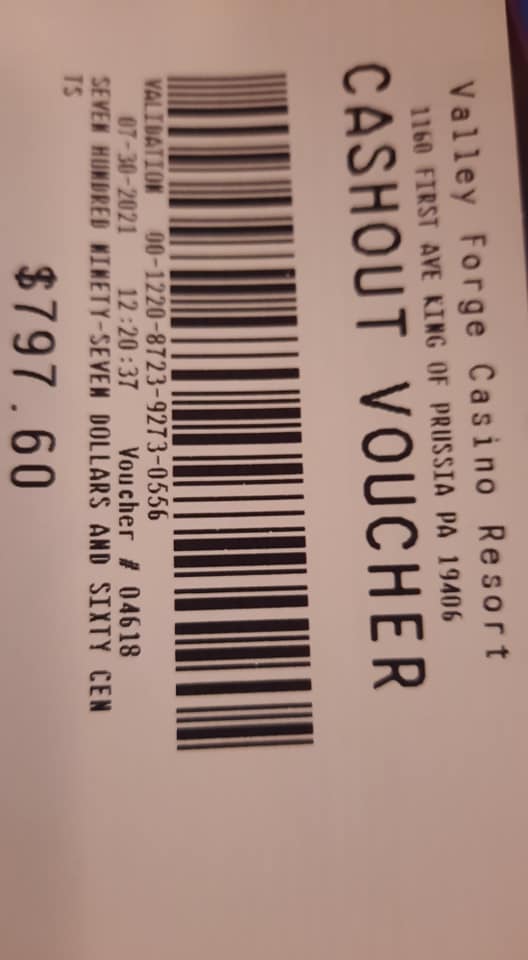 Valley Forge Casino Resort
1160 FIRST AVE KING OF PRUSSIA PA 19406
CASHOUT VOUCHER
VALIDATION 00-1220-8723-9273-0556
07-30-2021 12:20:37 Voucher # 04618
SEVEN HUNDRED NINETY-SEVEN DOLLARS AND SIXTY CEN
TS
$797.60